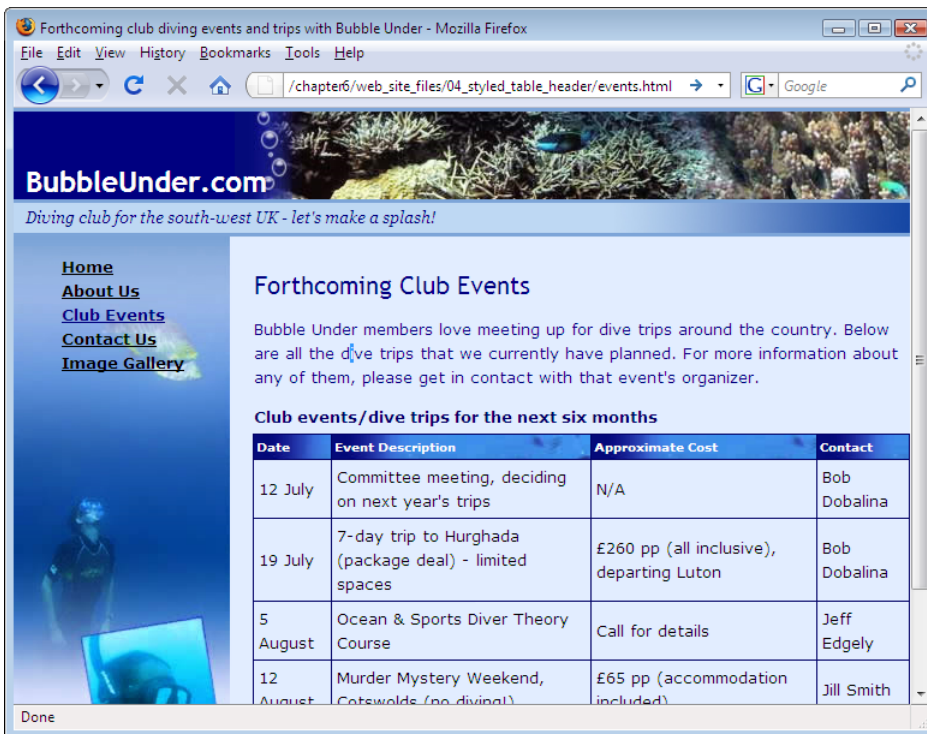 Forthcoming club diving events and trips with Bubble Under - Mozilla Firefox
File Edit View History Bookmarks Tools Help
/chapter6/web_site_files/04_styled_table_header/events.html
G Google
BubbleUnder.com
Diving club for the south-west UK - let's make a splash!
Home
About Us
Club Events
Contact Us
Image Gallery
Forthcoming Club Events
Bubble Under members love meeting up for dive trips around the country. Below
are all the dive trips that we currently have planned. For more information about
any of them, please get in contact with that event's organizer.
Club events/dive trips for the next six months
Date Event Description Approximate Cost Contact
12 July Committee meeting, deciding on next year's trips N/A Bob Dobalina
19 July 7-day trip to Hurghada (package deal) - limited spaces £260 pp (all inclusive), departing Luton Bob Dobalina
5 August Ocean & Sports Diver Theory Course Call for details Jeff Edgely
12 August Murder Mystery Weekend, Cotswolds (no diving!) £65 pp (accommodation included) Jill Smith
Done